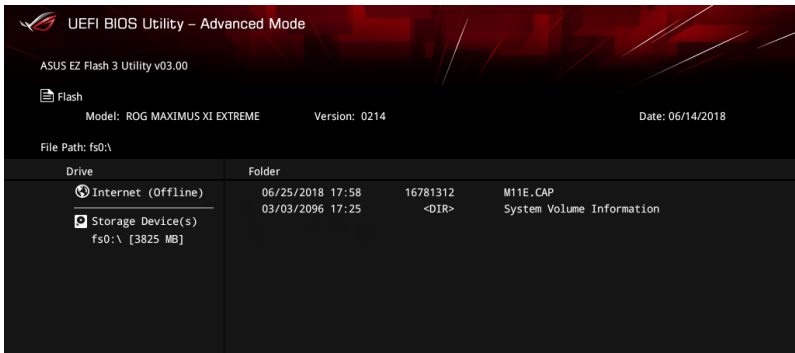 UEFI BIOS Utility – Advanced Mode
ASUS EZ Flash 3 Utility v03.00
Flash
Model: ROG MAXIMUS XI EXTREME Version: 0214 Date: 06/14/2018
File Path: fs0:\
Drive Folder
Internet (Offline) 06/25/2018 17:58 16781312 M11E.CAP
03/03/2096 17:25 <DIR> System Volume Information
Storage Device(s)
fs0:\ [3825 MB]